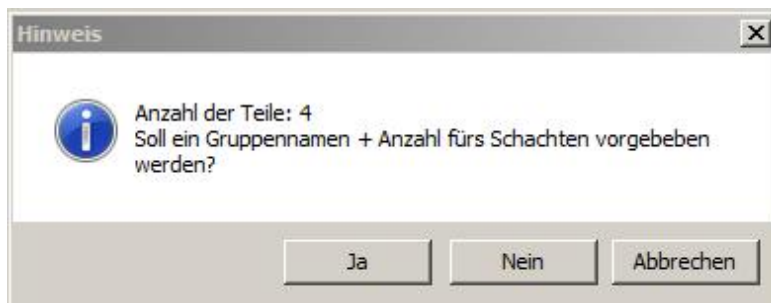 Hinweis
Anzahl der Teile: 4
Soll ein Gruppennamen + Anzahl fürs Schachten vorgebeben
werden?
Ja
Nein
Abbrechen